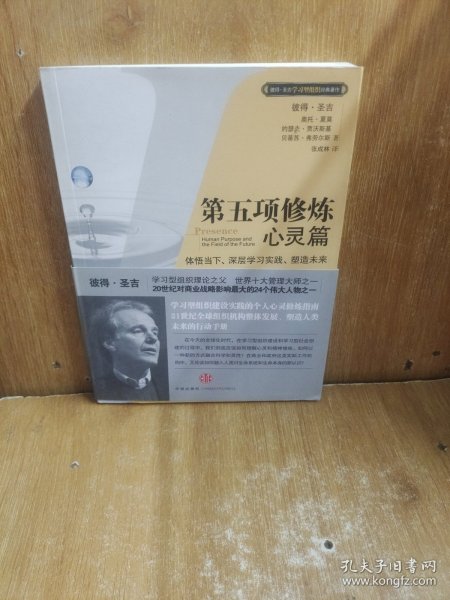 彼得·圣吉学习型组织经典著作
彼得·圣吉
奥托·夏莫
约瑟夫·贾沃斯基
贝蒂苏·弗劳尔斯 著
张成林 译
第五项修炼
Presence
Human Purpose and
the Field of the Future
心灵篇
体悟当下、深层学习实践、塑造未来
彼得·圣吉
学习型组织理论之父 世界十大管理大师之一
20世纪对商业战略影响最大的24个伟大人物之一
学习型组织建设实践的个人心灵修炼指南
21世纪全球组织机构整体发展、塑造人类
未来的行动手册
中信出版社
孔夫子旧书网
www.kongfz.com